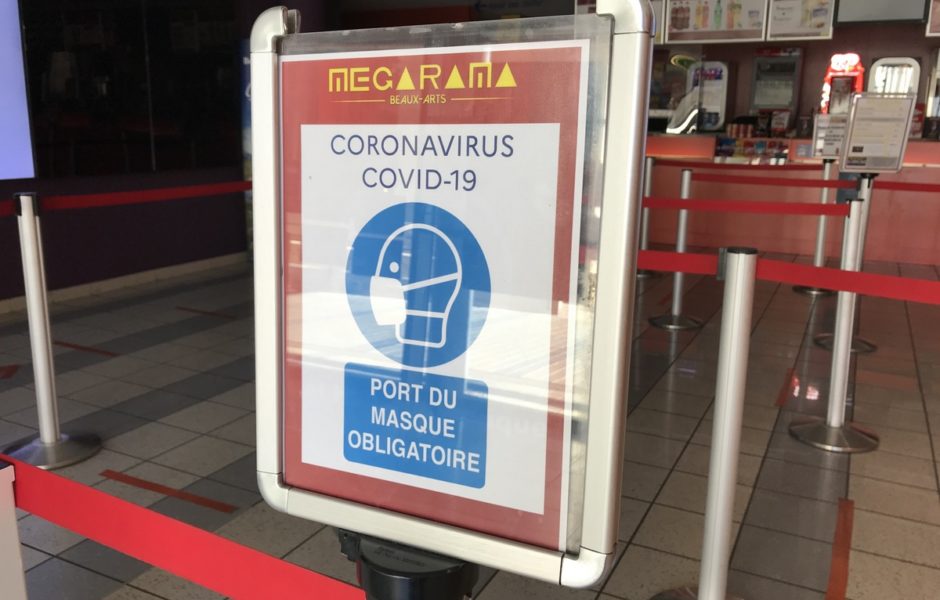 MEGARAMA
BEAUX-ARTS
CORONAVIRUS
COVID-19
PORT DU
MASQUE
OBLIGATOIRE